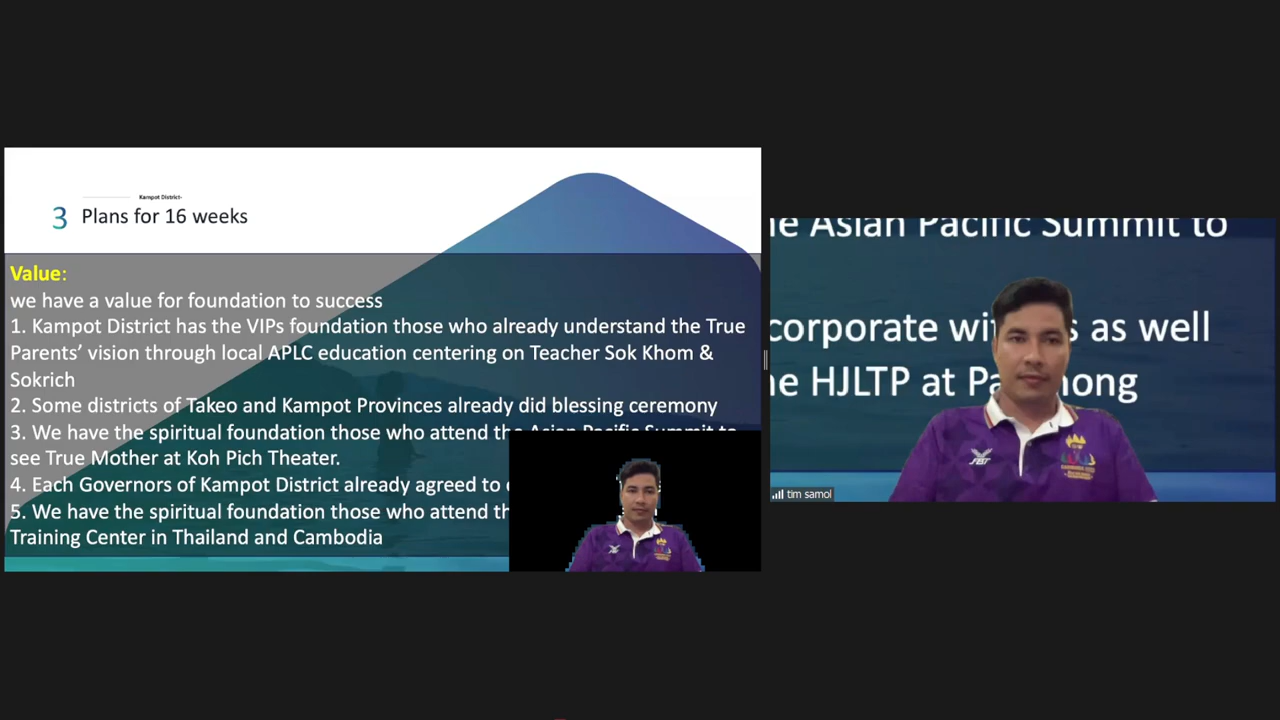 Kampot District-
3 Plans for 16 weeks
Value:
we have a value for foundation to success
1. Kampot District has the VIPs foundation those who already understand the True
Parents' vision through local APLC education centering on Teacher Sok Khom &
Sokrich
2. Some districts of Takeo and Kampot Provinces already did blessing ceremony
3. We have the spiritual foundation those who attend the Asian Pacific Summit to
see True Mother at Koh Pich Theater.
4. Each Governors of Kampot District already agreed to
5. We have the spiritual foundation those who attend
Training Center in Thailand and Cambodia
Asian Pacific Summit to
corporate as well
HJLTP at
tim samol